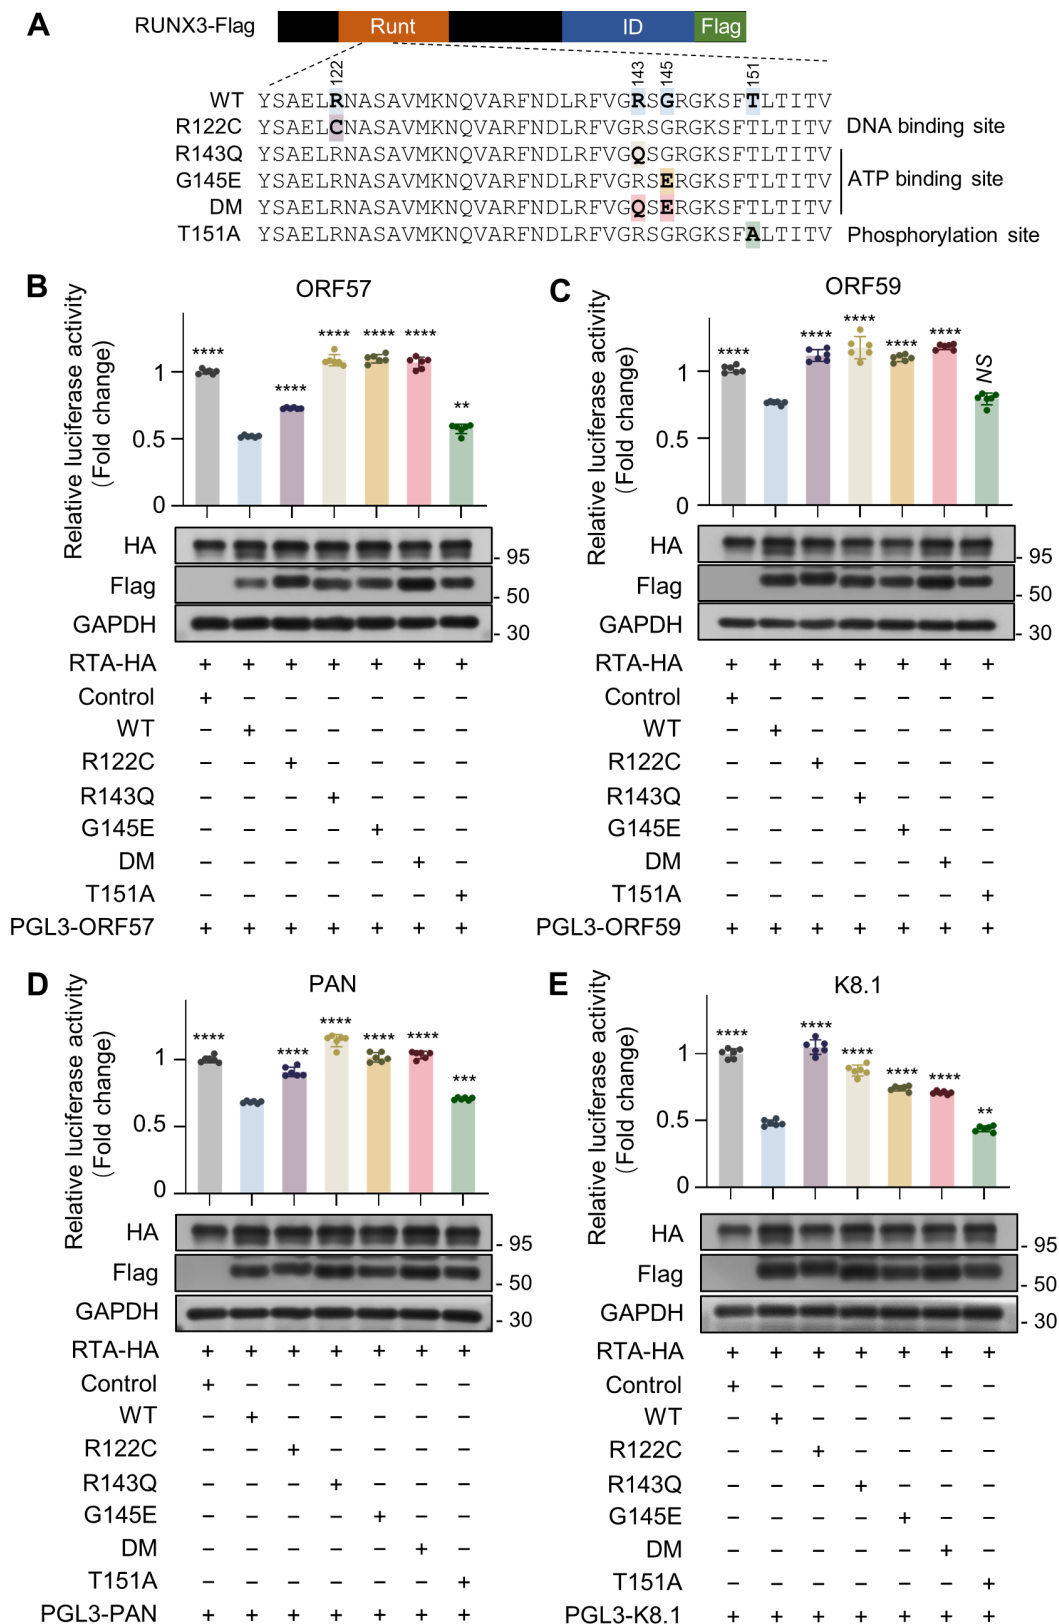 A
RUNX3-Flag
Runt
ID
Flag
122
143
145
151
WT YSAELRNASAVMKNQVARFNDLRFVGRSGRGKSFTLTITV
R122C YSAELCNASAVMKNQVARFNDLRFVGRSGRGKSFTLTITV DNA binding site
R143Q YSAELRNASAVMKNQVARFNDLRFVGQSGRGKSFTLTITV
G145E YSAELRNASAVMKNQVARFNDLRFVGRSERGKSFTLTITV ATP binding site
DM YSAELRNASAVMKNQVARFNDLRFVGQSERGKSFTLTITV
T151A YSAELRNASAVMKNQVARFNDLRFVGRSGRGKSFALTITV Phosphorylation site
B
ORF57
Relative luciferase activity
(Fold change)
1
0.5
0
**** **** **** **** **** **
HA
- 95
Flag
- 50
GAPDH
- 30
RTA-HA + + + + + + +
Control + – – – – – –
WT – + – – – – –
R122C – – + – – – –
R143Q – – – + – – –
G145E – – – – + – –
DM – – – – – + –
T151A – – – – – – +
PGL3-ORF57 + + + + + + +
C
ORF59
Relative luciferase activity
(Fold change)
1
0.5
0
**** **** **** **** **** NS
HA
- 95
Flag
- 50
GAPDH
- 30
RTA-HA + + + + + + +
Control + – – – – – –
WT – + – – – – –
R122C – – + – – – –
R143Q – – – + – – –
G145E – – – – + – –
DM – – – – – + –
T151A – – – – – – +
PGL3-ORF59 + + + + + + +
D
PAN
Relative luciferase activity
(Fold change)
1
0.5
0
**** **** **** **** **** ***
HA
- 95
Flag
- 50
GAPDH
- 30
RTA-HA + + + + + + +
Control + – – – – – –
WT – + – – – – –
R122C – – + – – – –
R143Q – – – + – – –
G145E – – – – + – –
DM – – – – – + –
T151A – – – – – – +
PGL3-PAN + + + + + + +
E
K8.1
Relative luciferase activity
(Fold change)
1
0.5
0
**** **** **** **** **** **
HA
- 95
Flag
- 50
GAPDH
- 30
RTA-HA + + + + + + +
Control + – – – – – –
WT – + – – – – –
R122C – – + – – – –
R143Q – – – + – – –
G145E – – – – + – –
DM – – – – – + –
T151A – – – – – – +
PGL3-K8.1 + + + + + + +